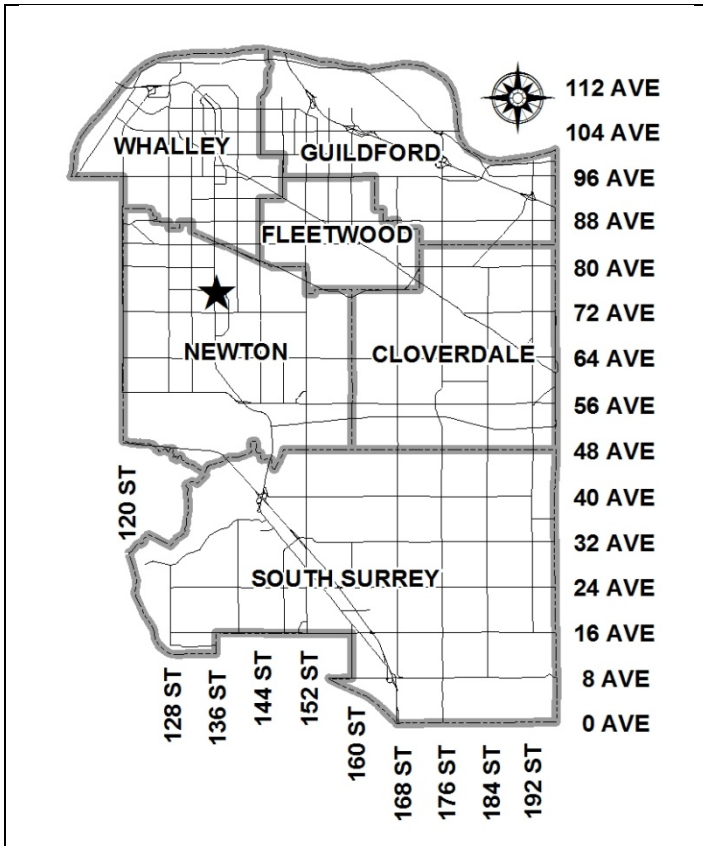 112 AVE
104 AVE
WHALLEY
GUILDFORD
96 AVE
88 AVE
FLEETWOOD
80 AVE
72 AVE
NEWTON
CLOVERDALE
64 AVE
56 AVE
48 AVE
120 ST
40 AVE
32 AVE
SOUTH SURREY
24 AVE
16 AVE
8 AVE
0 AVE
128 ST
136 ST
144 ST
152 ST
160 ST
168 ST
176 ST
184 ST
192 ST